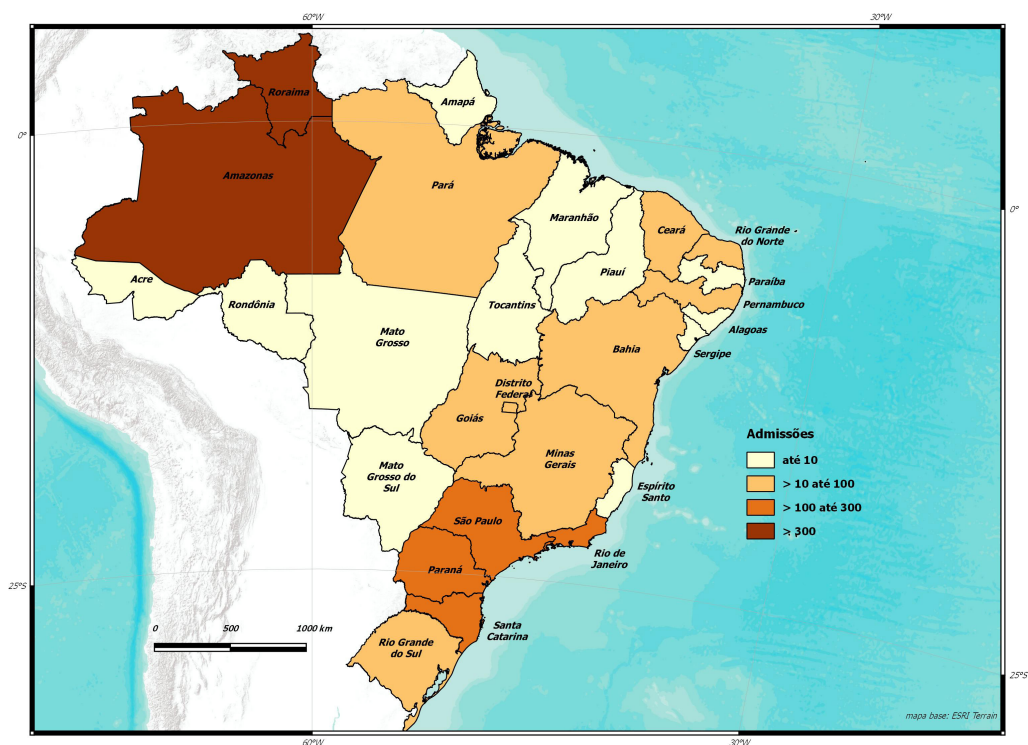 60°W
30°W
Roraima
Amapá
0°
Amazonas
Pará
0°
Maranhão
Ceará
Rio Grande -
do Norte
Piauí
Acre
Paraíba
Rondônia
Tocantins
Pernambuco
Mato
Grosso
Alagoas
Bahia
Sergipe
Distrito
Federal
Goiás
Admissões
Minas
Gerais
até 10
Mato
Grosso do
Sul
> 10 até 100
Espírito
Santo
> 100 até 300
São Paulo
> 300
Rio de
Janeiro
Paraná
25°S
0 500 1000 km
Santa
Catarina
Rio Grande
do Sul
25°S
mapa base: ESRI Terrain
60°W
30°W